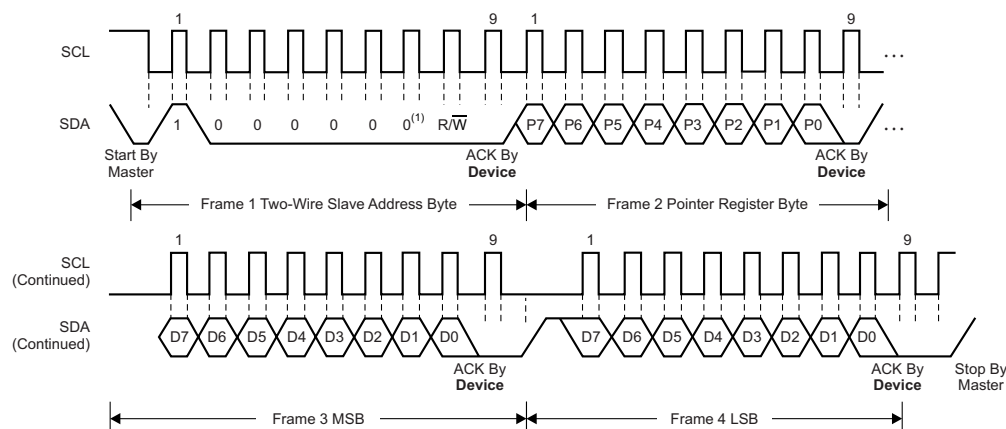 1 9 1 9
SCL ...
SDA 1 0 0 0 0 0 0(1) R/W P7 P6 P5 P4 P3 P2 P1 P0 ...
Start By Master
ACK By Device
ACK By Device
Frame 1 Two-Wire Slave Address Byte
Frame 2 Pointer Register Byte
1 9 1 9
SCL (Continued)
SDA (Continued) D7 D6 D5 D4 D3 D2 D1 D0 D7 D6 D5 D4 D3 D2 D1 D0
ACK By Device
ACK By Device
Stop By Master
Frame 3 MSB
Frame 4 LSB